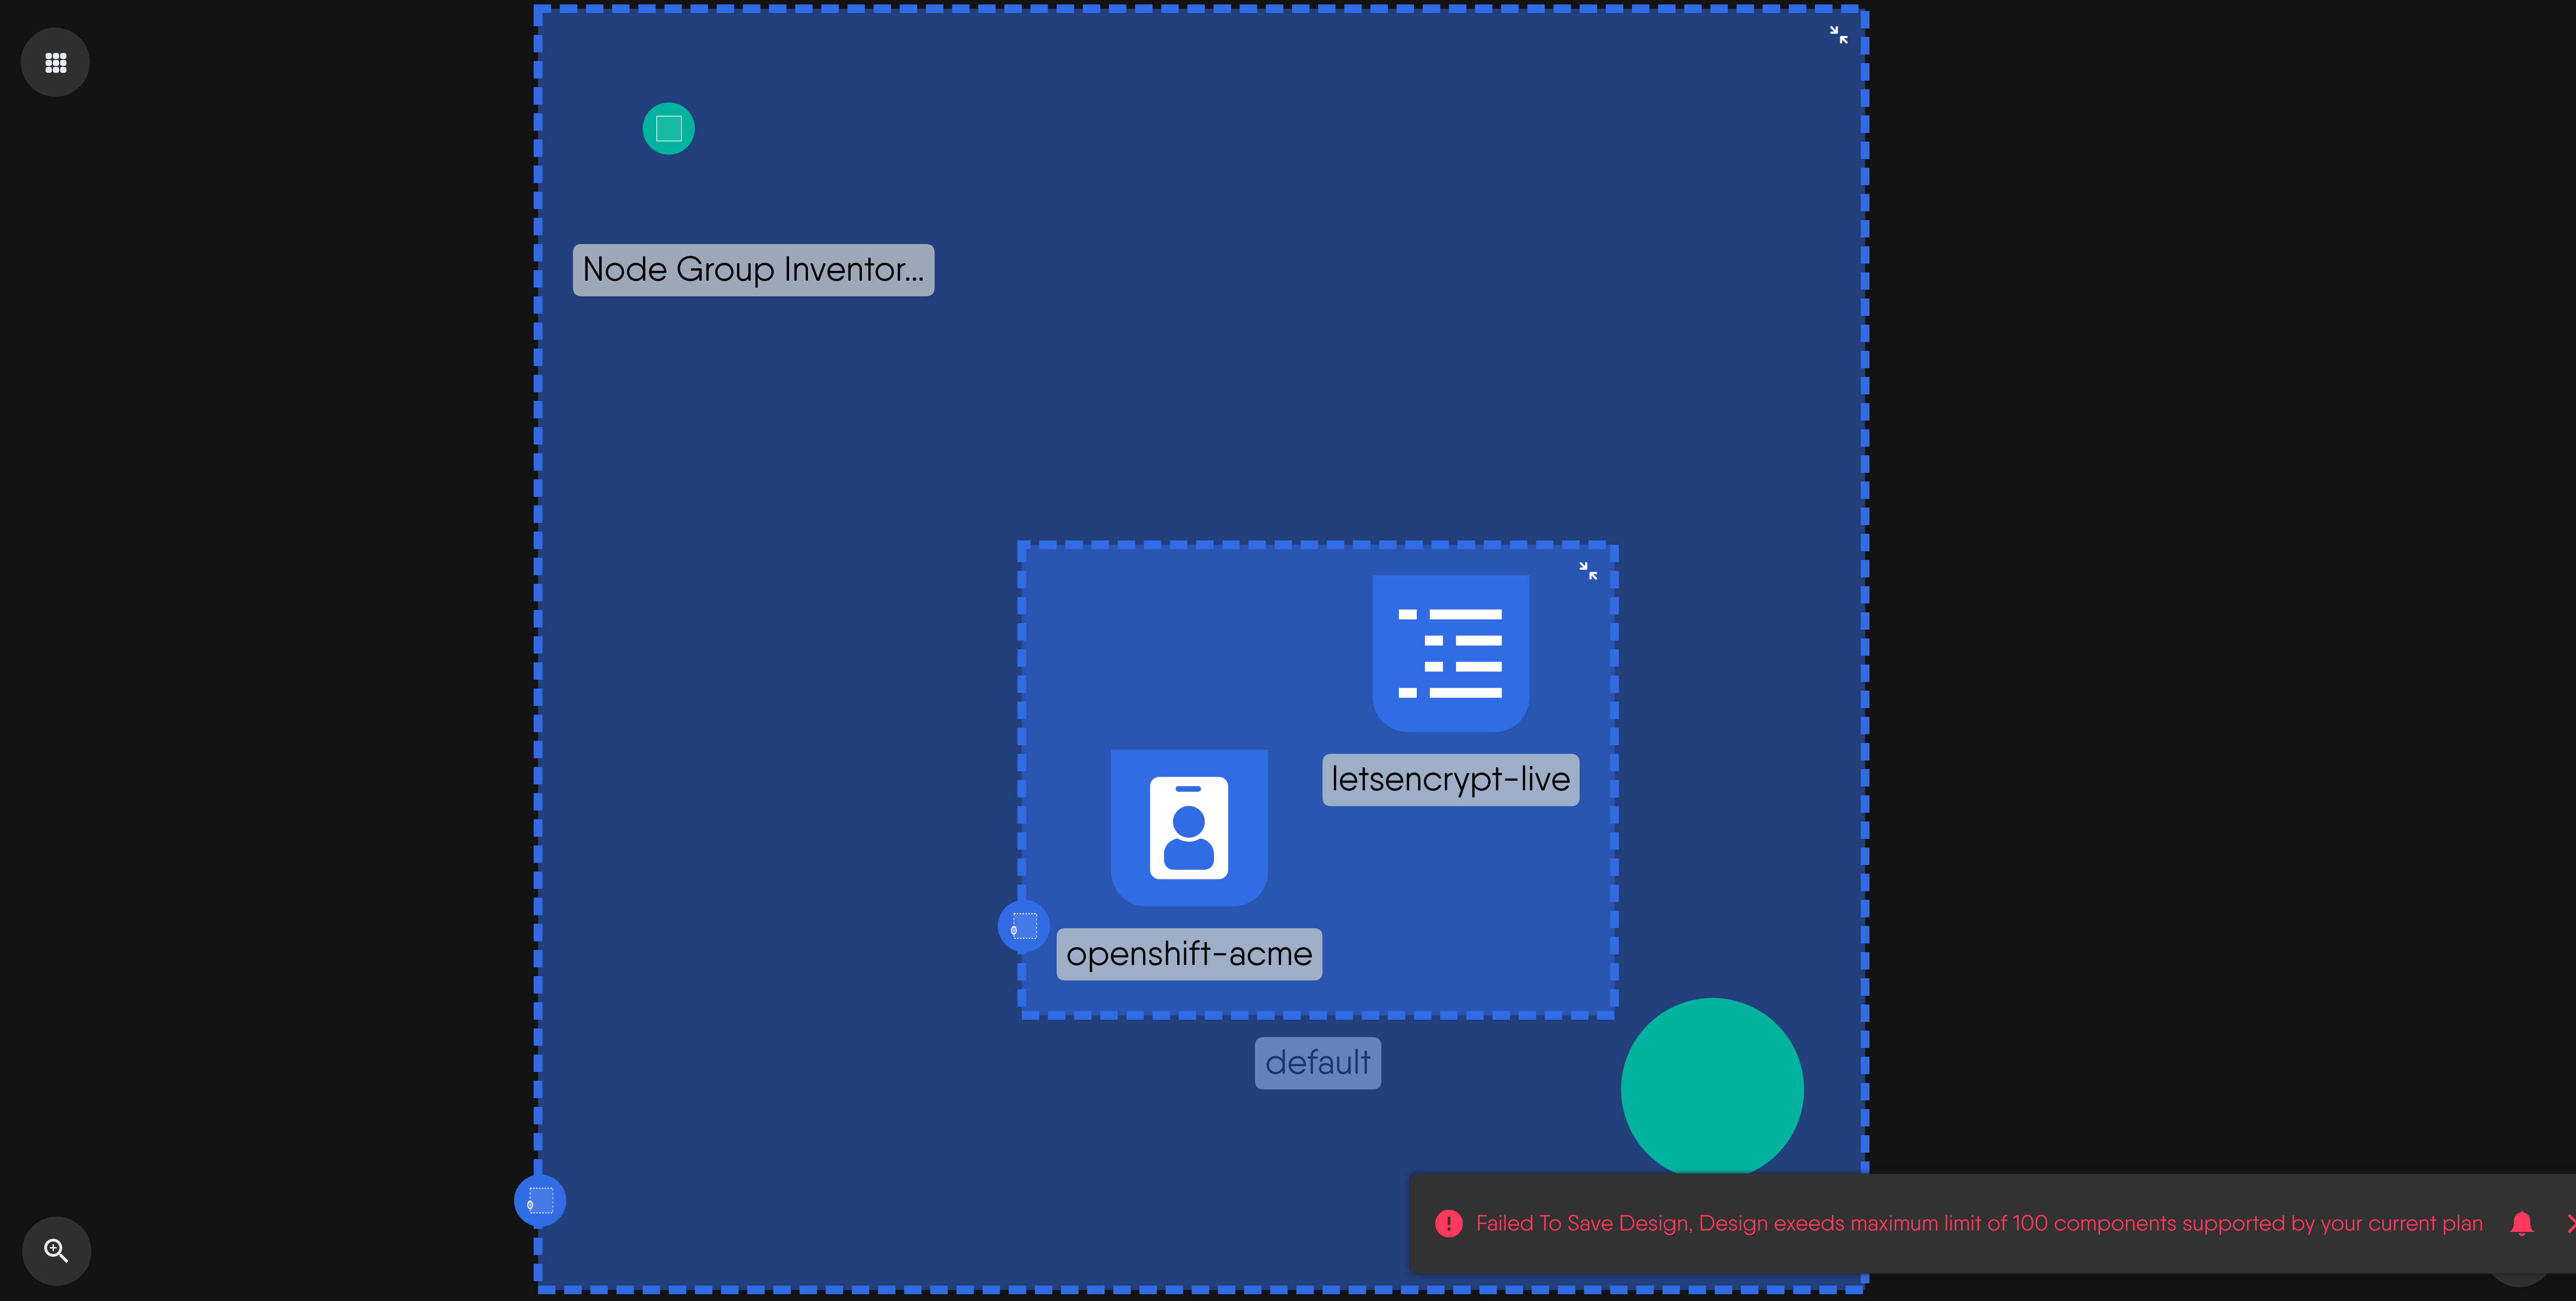 Node Group Inventor...
letsencrypt-live
openshift-acme
default
Failed To Save Design, Design exeeds maximum limit of 100 components supported by your current plan